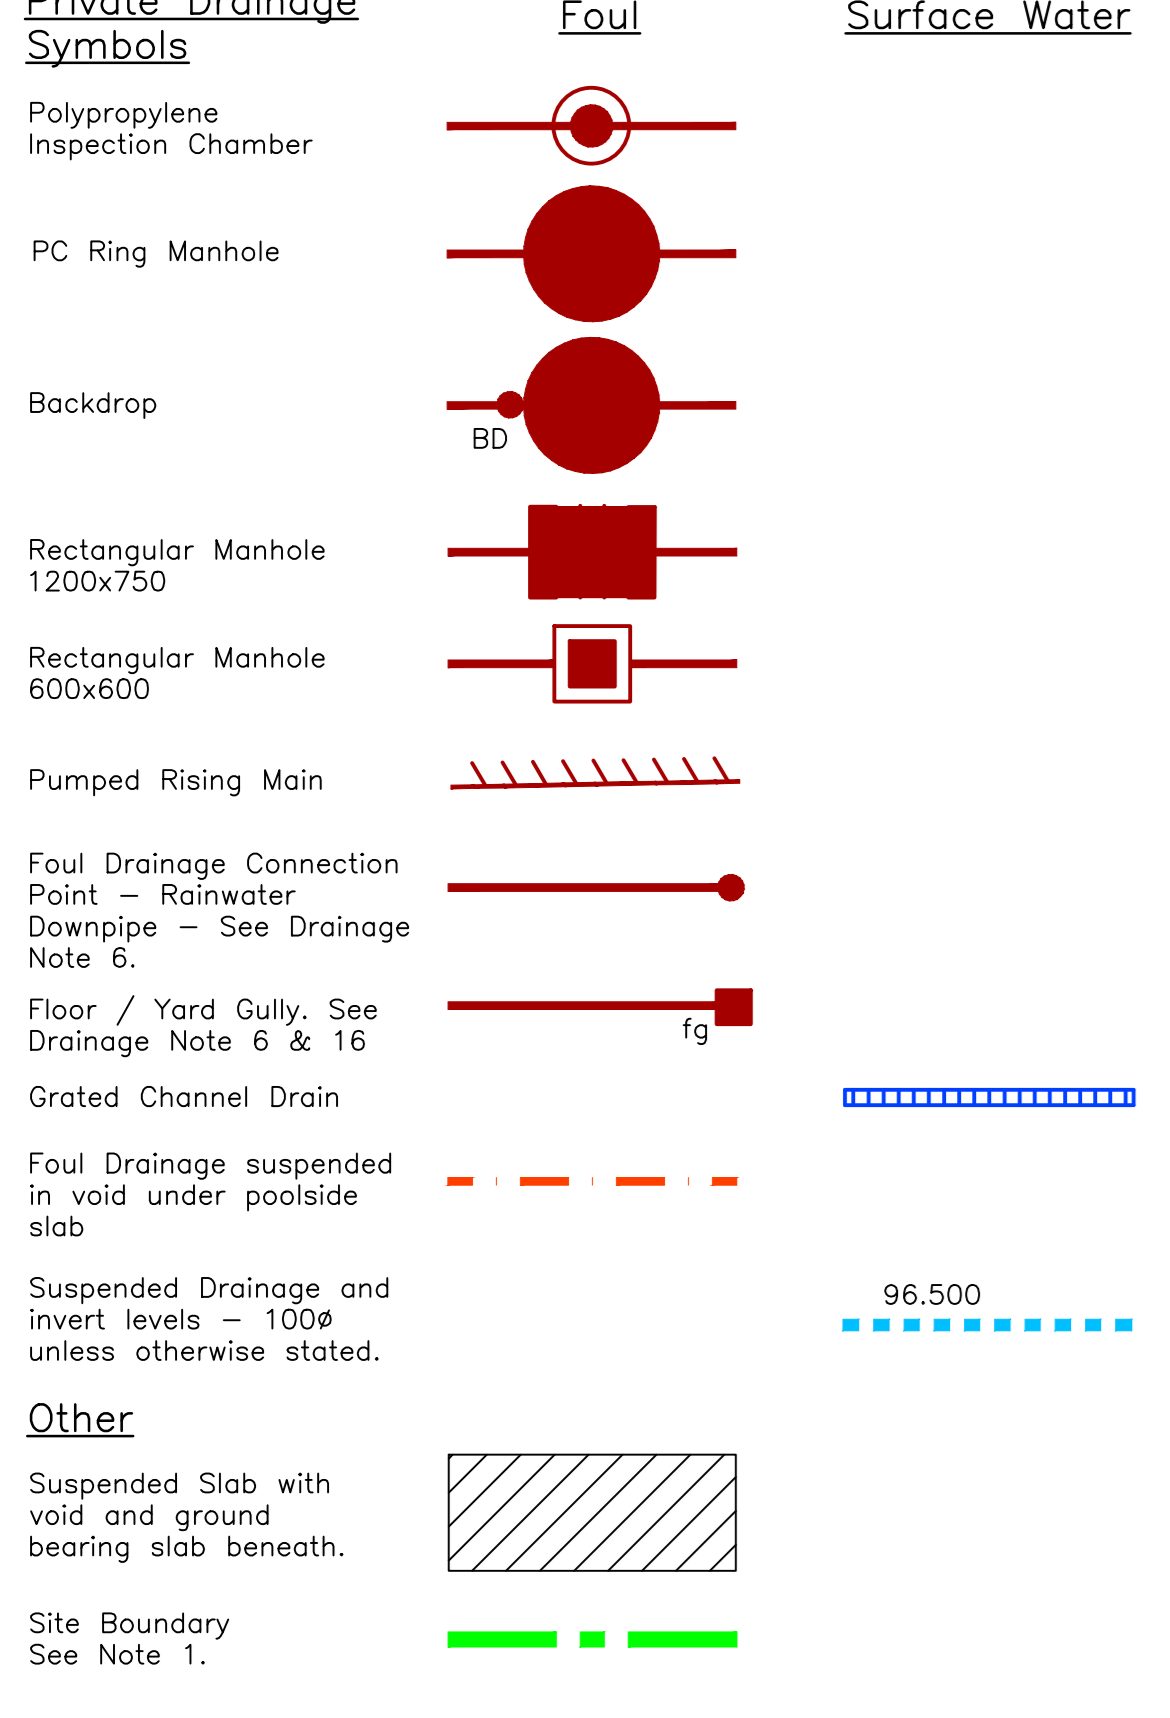 Private Drainage
Symbols
Foul
Surface Water
Polypropylene
Inspection Chamber
PC Ring Manhole
Backdrop
BD
Rectangular Manhole
1200x750
Rectangular Manhole
600x600
Pumped Rising Main
Foul Drainage Connection
Point – Rainwater
Downpipe – See Drainage
Note 6.
Floor / Yard Gully. See
Drainage Note 6 & 16
fg
Grated Channel Drain
Foul Drainage suspended
in void under poolside
slab
Suspended Drainage and
invert levels – 100ø
unless otherwise stated.
96.500
Other
Suspended Slab with
void and ground
bearing slab beneath.
Site Boundary
See Note 1.